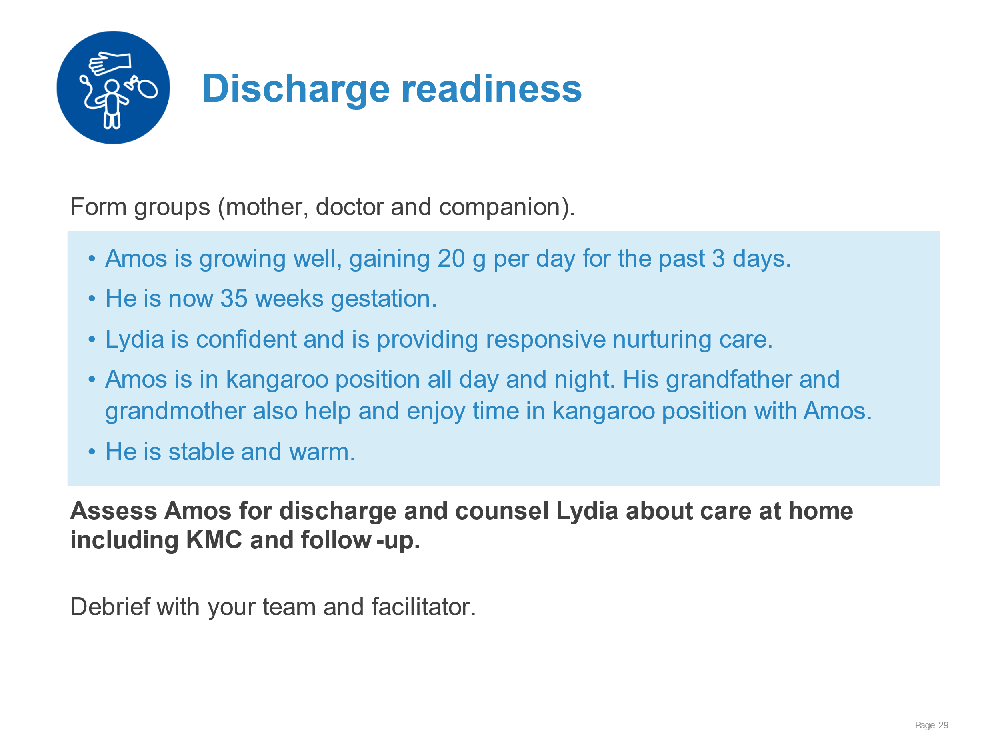 Discharge readiness
Form groups (mother, doctor and companion).
• Amos is growing well, gaining 20 g per day for the past 3 days.
• He is now 35 weeks gestation.
• Lydia is confident and is providing responsive nurturing care.
• Amos is in kangaroo position all day and night. His grandfather and
grandmother also help and enjoy time in kangaroo position with Amos.
• He is stable and warm.
Assess Amos for discharge and counsel Lydia about care at home
including KMC and follow-up.
Debrief with your team and facilitator.
Page 29